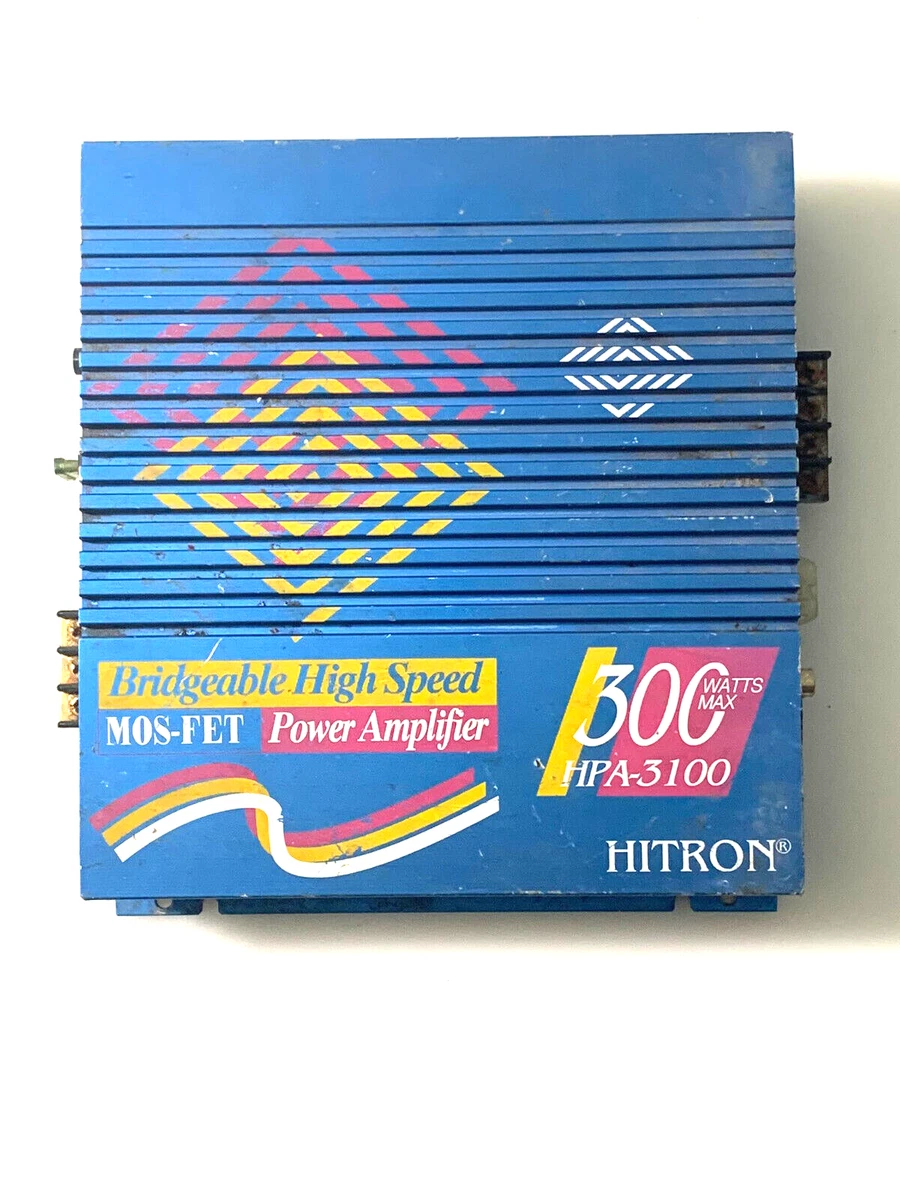 Bridgeable High Speed
MOS-FET Power Amplifier
300 WATTS MAX
HPA-3100
HITRON®